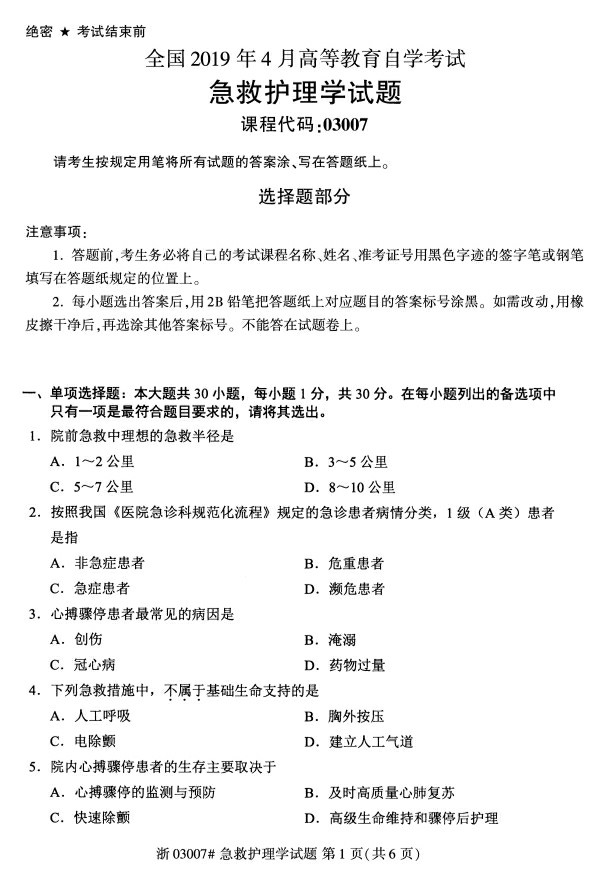 绝密 ★ 考试结束前
全国 2019 年 4 月高等教育自学考试
急救护理学试题
课程代码:03007
请考生按规定用笔将所有试题的答案涂、写在答题纸上。
选择题部分
注意事项:
1. 答题前,考生务必将自己的考试课程名称、姓名、准考证号用黑色字迹的签字笔或钢笔
填写在答题纸规定的位置上。
2. 每小题选出答案后,用 2B 铅笔把答题纸上对应题目的答案标号涂黑。如需改动,用橡
皮擦干净后,再选涂其他答案标号。不能答在试题卷上。
一、单项选择题:本大题共 30 小题,每小题 1 分,共 30 分。在每小题列出的备选项中
只有一项是最符合题目要求的,请将其选出。
1. 院前急救中理想的急救半径是
A. 1~2 公里 B. 3~5 公里
C. 5~7 公里 D. 8~10 公里
2. 按照我国《医院急诊科规范化流程》规定的急诊患者病情分类,1 级(A 类)患者
是指
A. 非急症患者 B. 危重患者
C. 急症患者 D. 濒危患者
3. 心搏骤停患者最常见的病因是
A. 创伤 B. 淹溺
C. 冠心病 D. 药物过量
4. 下列急救措施中,不属于基础生命支持的是
A. 人工呼吸 B. 胸外按压
C. 电除颤 D. 建立人工气道
5. 院内心搏骤停患者的生存主要取决于
A. 心搏骤停的监测与预防 B. 及时高质量心肺复苏
C. 快速除颤 D. 高级生命维持和骤停后护理
浙 03007# 急救护理学试题 第 1 页(共 6 页)